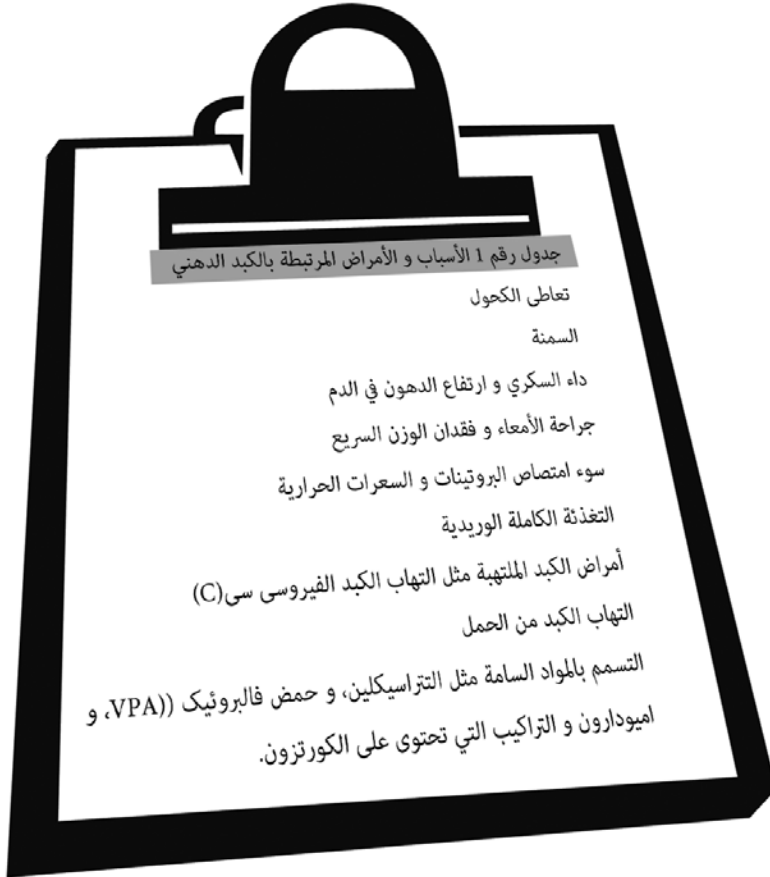 جدول رقم 1 الأسباب و الأمراض المرتبطة بالكبد الدهني
تعاطى الكحول
السمنة
داء السكري و ارتفاع الدهون في الدم
جراحة الأمعاء و فقدان الوزن السريع
سوء امتصاص البروتينات و السعرات الحرارية
التغذئة الكاملة الوريدية
أمراض الكبد الملتهبة مثل التهاب الكبد الفيروسى سى(C)
التهاب الكبد من الحمل
التسمم بالمواد السامة مثل التتراسيكلين، و حمض فالبروئيک ((VPA، و
اميودارون و التراكيب التي تحتوى على الكورتزون.